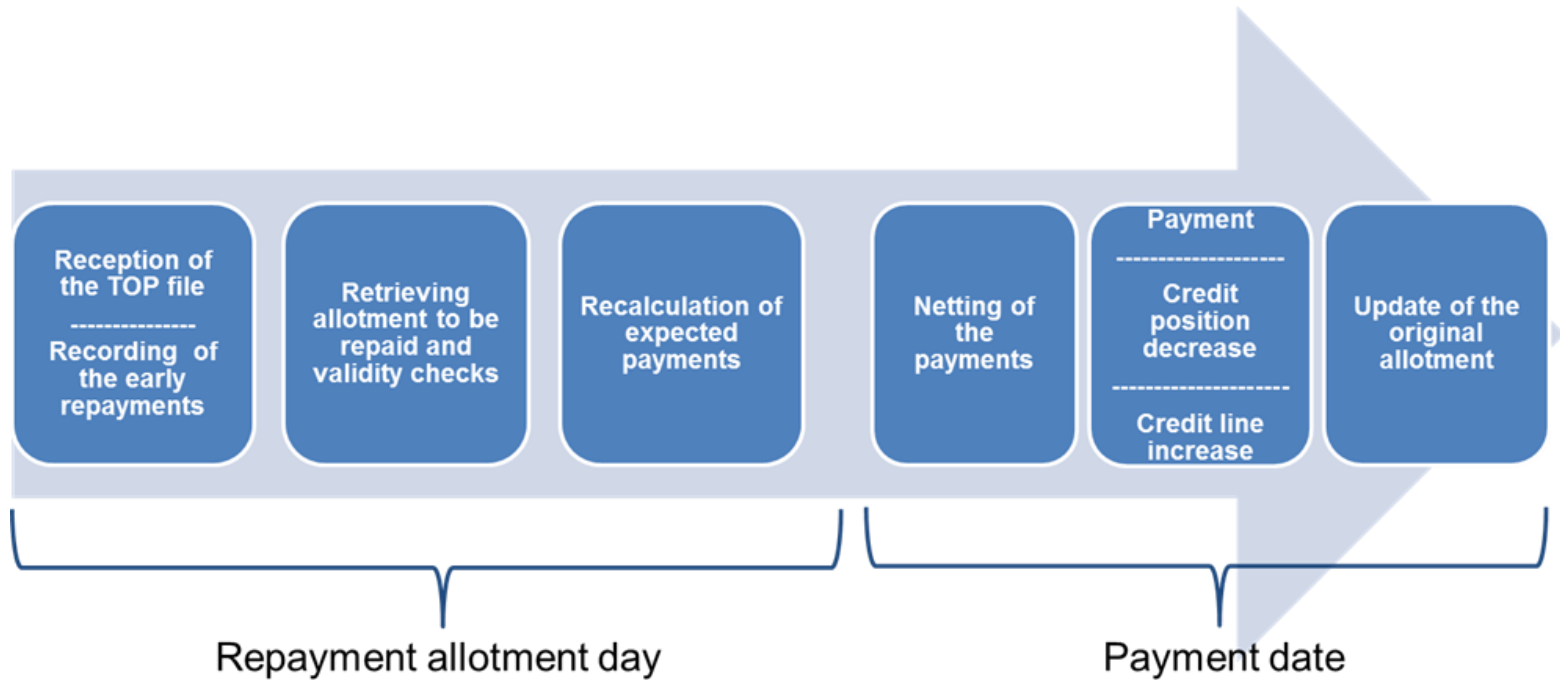 Reception of
the TOP file
---------------
Recording of
the early
repayments
Retrieving
allotment to be
repaid and
validity checks
Recalculation of
expected
payments
Netting of
the
payments
Payment
--------------------
Credit
position
decrease
---------------------
Credit line
increase
Update of the
original
allotment
Repayment allotment day
Payment date